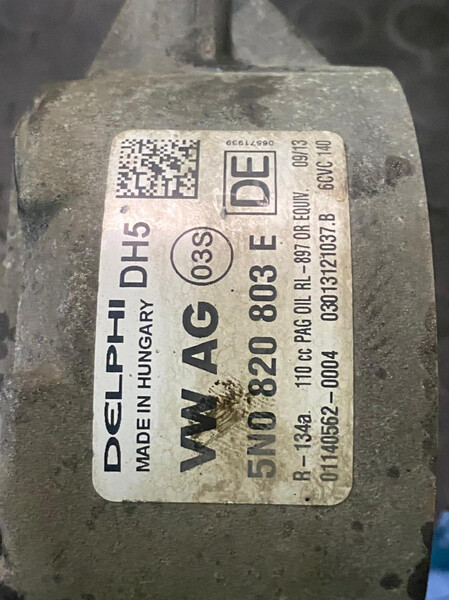 DELPHI DH5
MADE IN HUNGARY
03S
VW AG
DE
5N0 820 803 E
06571939
R-134a. 110 cc PAG OIL RL-897 OR EQUIV. 09/13
01140562-0004 03013121037.B 6CVC 140